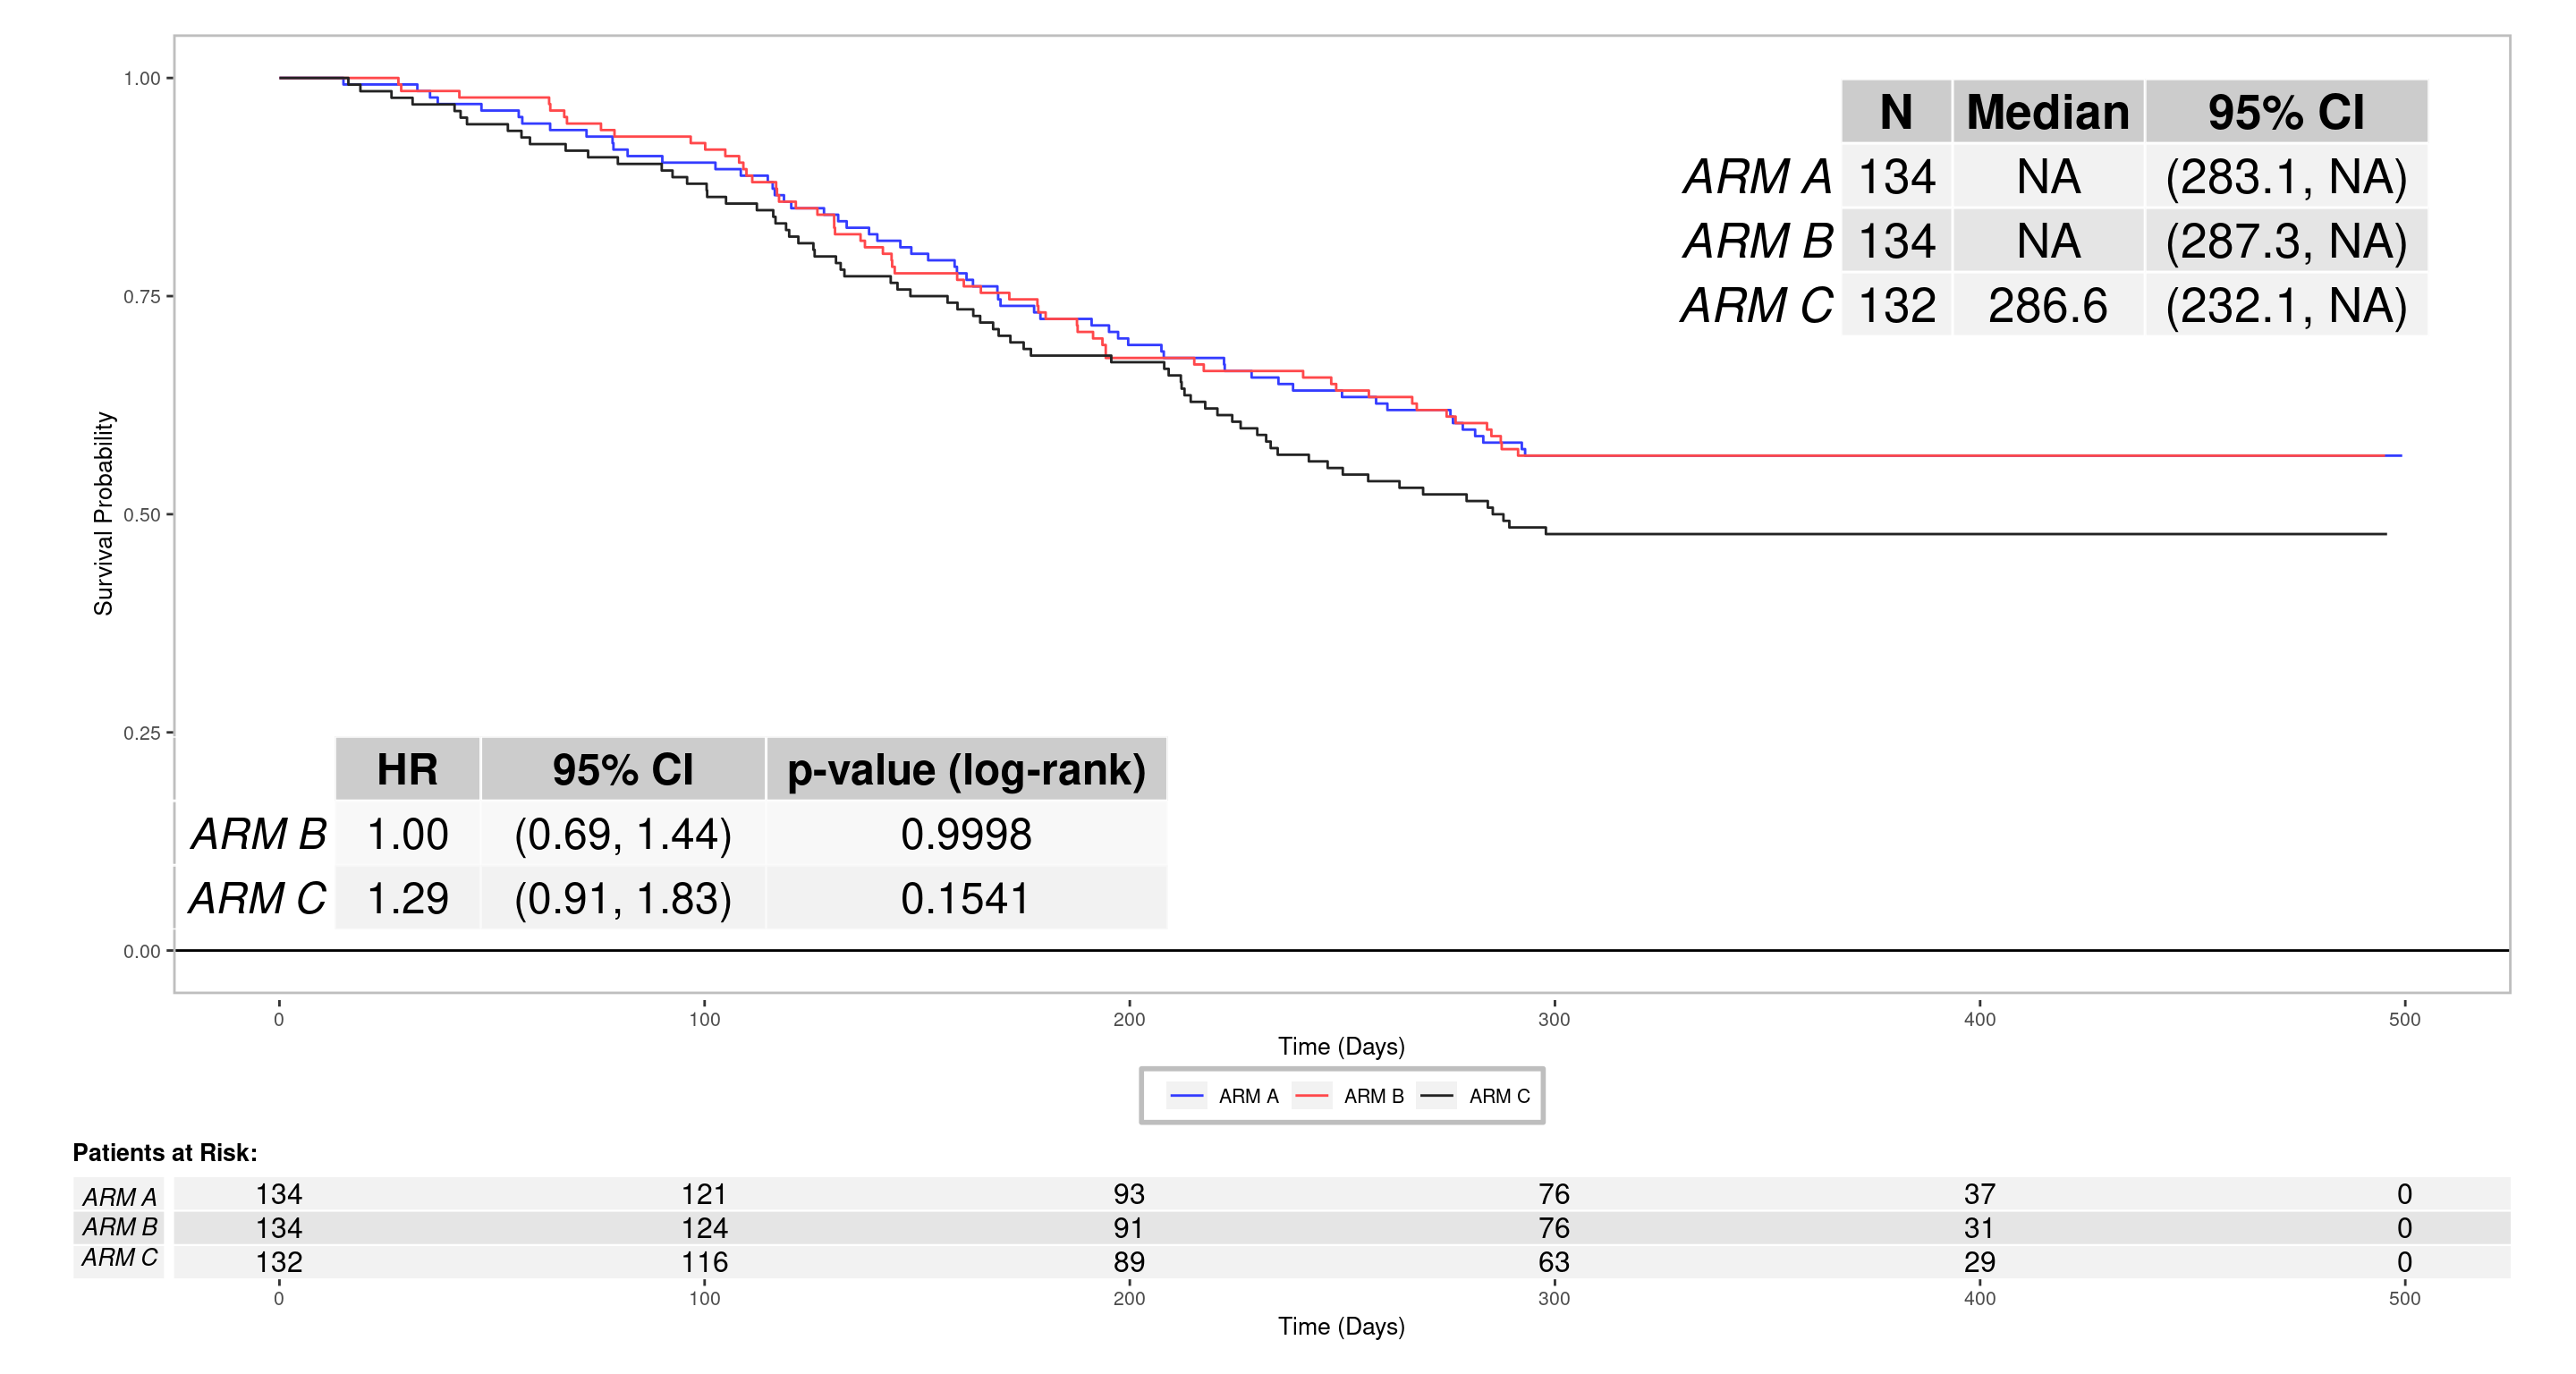 N Median 95% CI
ARM A 134 NA (283.1, NA)
ARM B 134 NA (287.3, NA)
ARM C 132 286.6 (232.1, NA)
1.00
0.75
0.50
0.25
0.00
Survival Probability
HR 95% CI p-value (log-rank)
ARM B 1.00 (0.69, 1.44) 0.9998
ARM C 1.29 (0.91, 1.83) 0.1541
0 100 200 300 400 500
Time (Days)
ARM A ARM B ARM C
Patients at Risk:
ARM A 134 121 93 76 37 0
ARM B 134 124 91 76 31 0
ARM C 132 116 89 63 29 0
0 100 200 300 400 500
Time (Days)